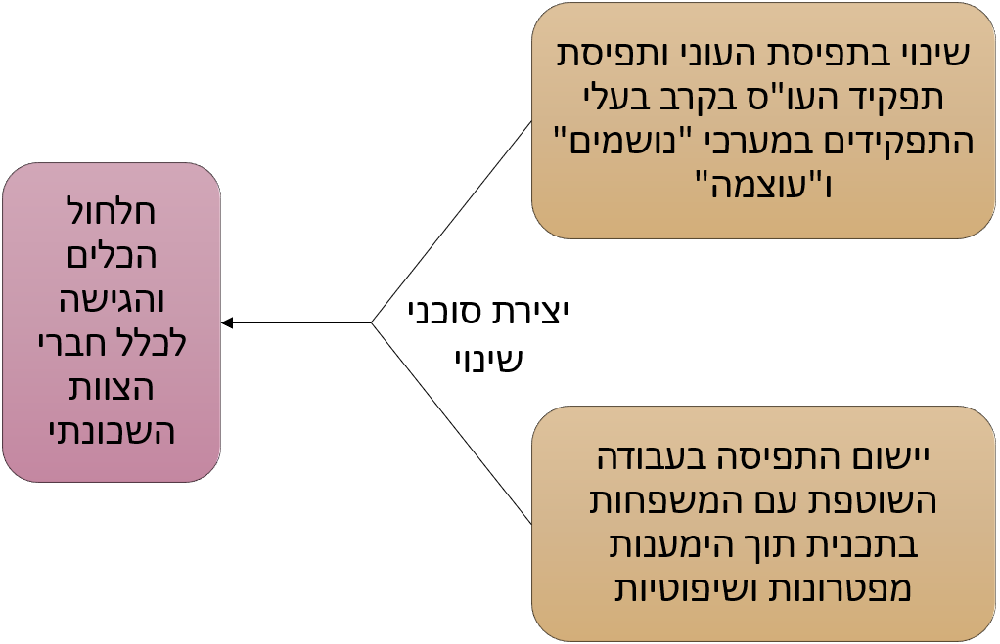 שינוי בתפיסת העוני ותפיסת
תפקיד העו"ס בקרב בעלי
התפקידים במערכי "נושמים"
ו"עוצמה"
יישום התפיסה בעבודה
השוטפת עם המשפחות
בתכנית תוך הימענות
מפטרונות ושיפוטיות
יצירת סוכני
שינוי
חלחול
הכלים
והגישה
לכלל חברי
הצוות
השכונתי